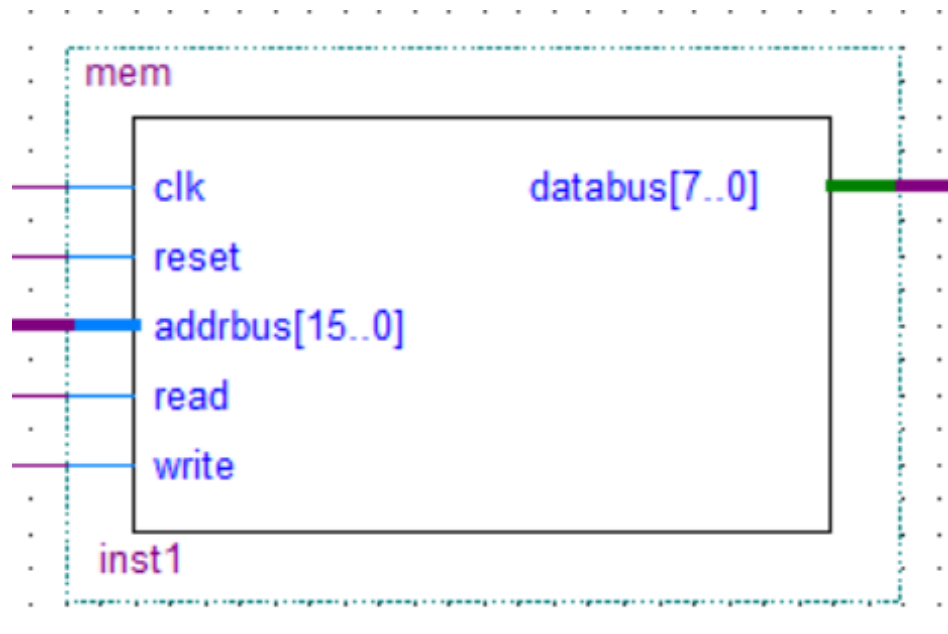 mem
clk databus[7..0]
reset
addrbus[15..0]
read
write
inst1